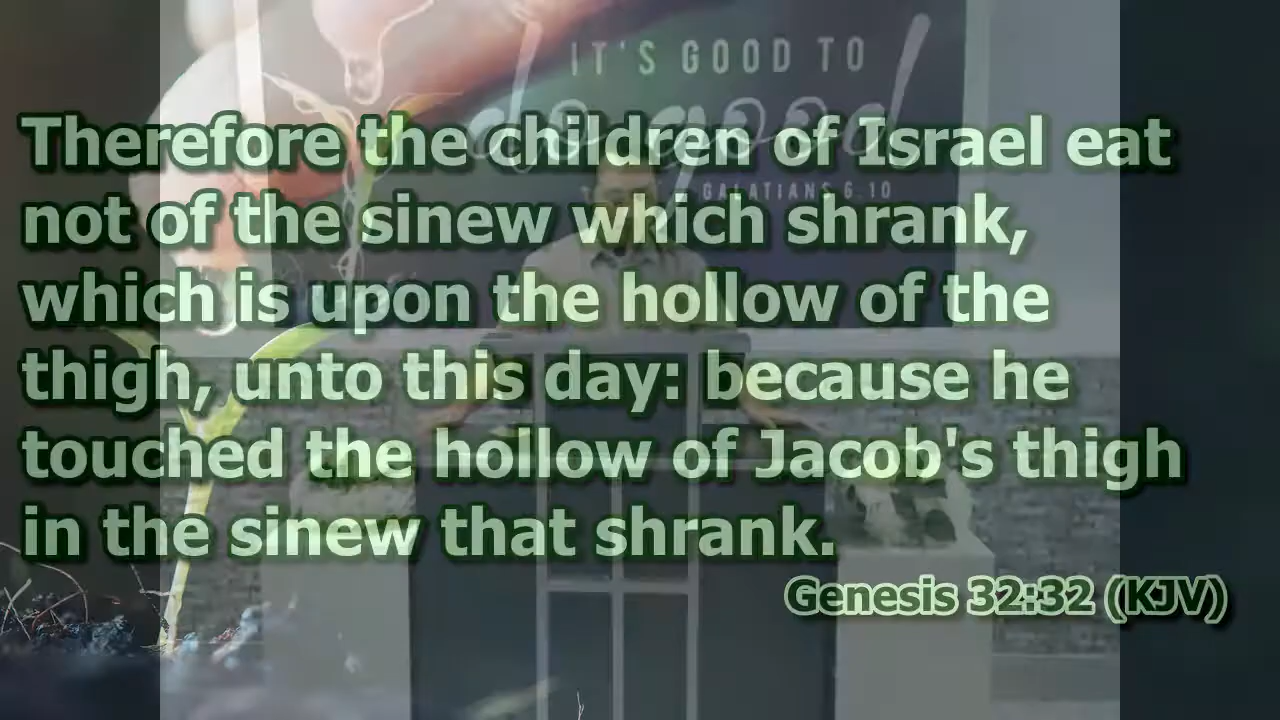 IT'S GOOD TO
do good
GALATIANS 6:10
Therefore the children of Israel eat
not of the sinew which shrank,
which is upon the hollow of the
thigh, unto this day: because he
touched the hollow of Jacob's thigh
in the sinew that shrank.
Genesis 32:32 (KJV)